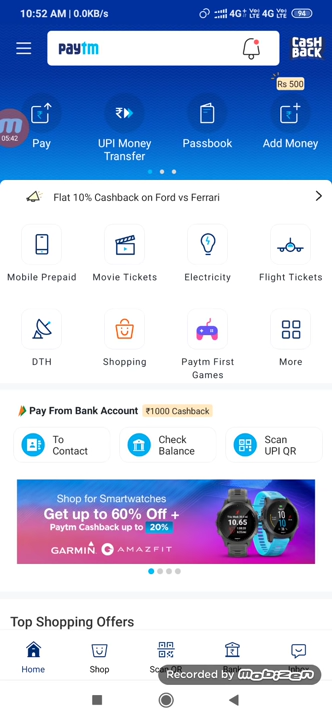 10:52 AM | 0.0KB/s
4G+ VoLTE 4G VoLTE 94
paytm
CASH BACK
Rs 500
05:42
Pay
UPI Money Transfer
Passbook
Add Money
Flat 10% Cashback on Ford vs Ferrari
Mobile Prepaid
Movie Tickets
Electricity
Flight Tickets
DTH
Shopping
Paytm First Games
More
Pay From Bank Account
₹1000 Cashback
To Contact
Check Balance
Scan UPI QR
Shop for Smartwatches
Get up to 60% Off +
Paytm Cashback up to 20%
GARMIN AMAZFIT
10.65
Top Shopping Offers
Home
Shop
Scan QR
Bank
Inbox
Recorded by mobizen